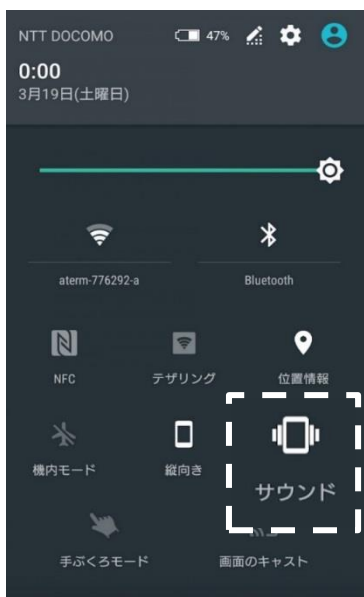 NTT DOCOMO 47%
0:00
3月19日(土曜日)
aterm-776292-a Bluetooth
NFC テザリング 位置情報
機内モード 縦向き サウンド
手ぶくろモード 画面のキャスト